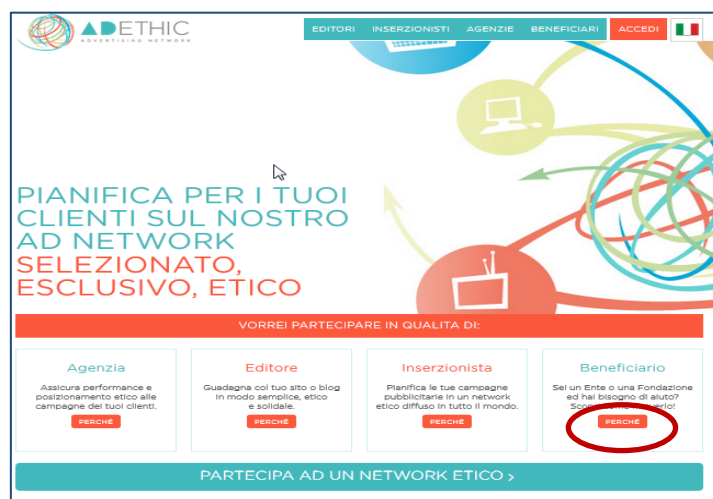 ADETHIC
ADVERTISING NETWORK
EDITORI INSERZIONISTI AGENZIE BENEFICIARI ACCEDI
PIANIFICA PER I TUOI
CLIENTI SUL NOSTRO
AD NETWORK
SELEZIONATO,
ESCLUSIVO, ETICO
VORREI PARTECIPARE IN QUALITA DI:
Agenzia
Assicura performance e
posizionamento etico alle
campagne dei tuoi clienti.
PERCHÈ
Editore
Guadagna col tuo sito o blog
in modo semplice, etico
e solidale.
PERCHÈ
Inserzionista
Pianifica le tue campagne
pubblicitarie in un network
etico diffuso in tutto il mondo.
PERCHÈ
Beneficiario
Sei un Ente o una Fondazione
ed hai bisogno di aiuto?
PERCHÈ
PARTECIPA AD UN NETWORK ETICO >